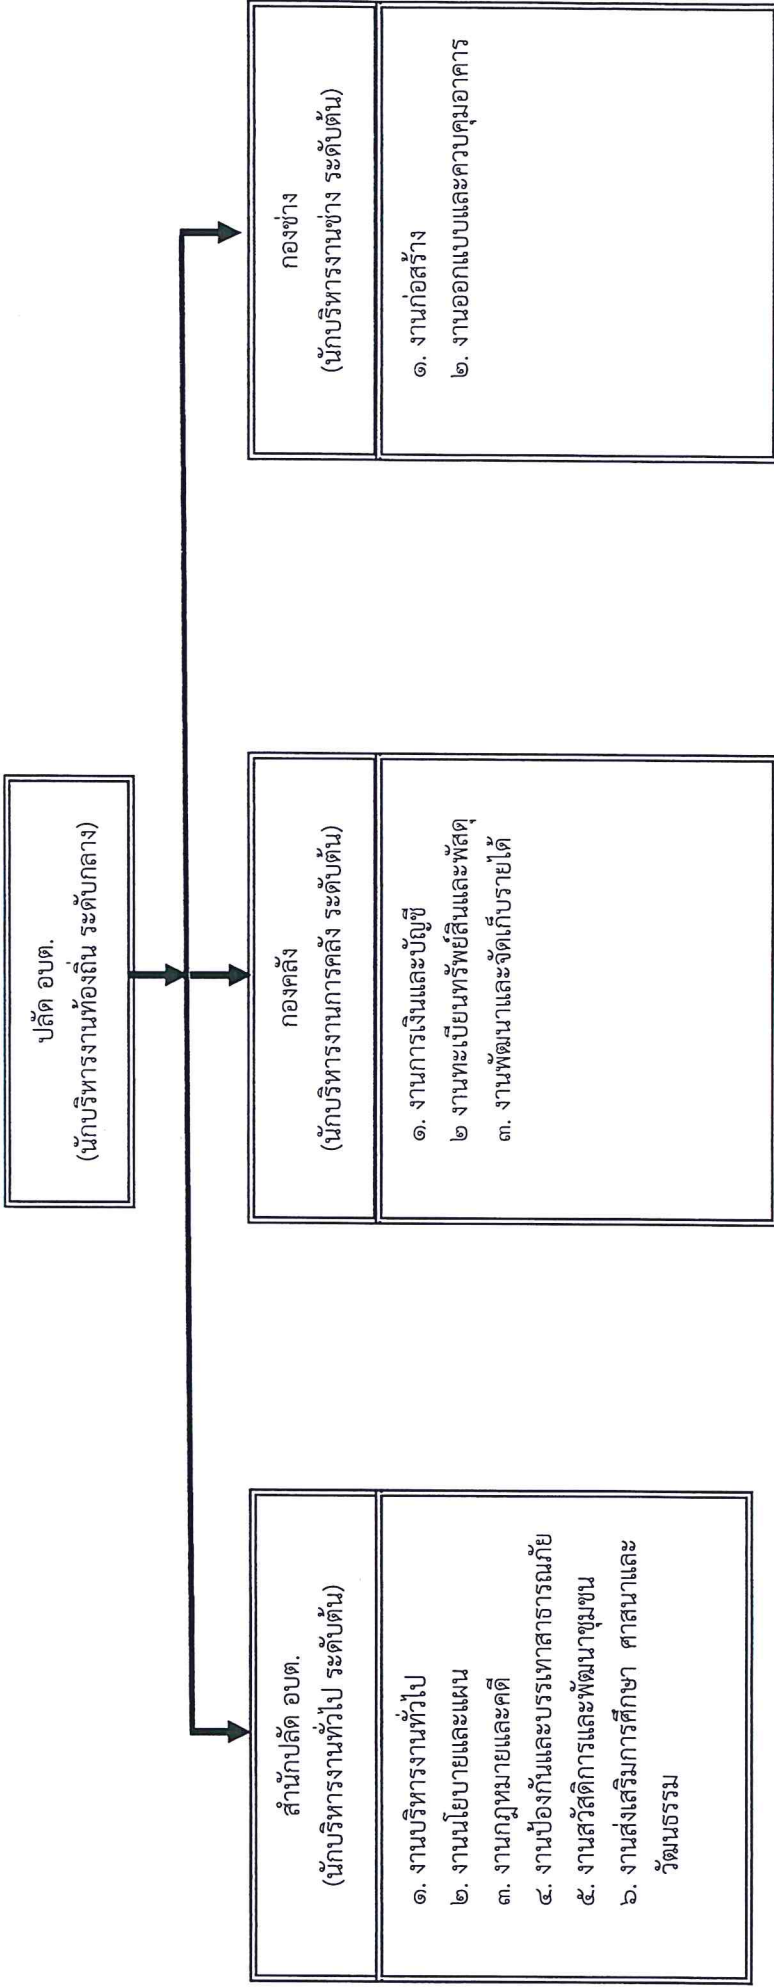 ปลัด อบต.
(นักบริหารงานท้องถิ่น ระดับกลาง)
สำนักปลัด อบต.
(นักบริหารงานทั่วไป ระดับต้น)
๑. งานบริหารงานทั่วไป
๒. งานนโยบายและแผน
๓. งานกฎหมายและคดี
๔. งานป้องกันและบรรเทาสาธารณภัย
๕. งานสวัสดิการและพัฒนาชุมชน
๖. งานส่งเสริมการศึกษา ศาสนาและ
วัฒนธรรม
กองคลัง
(นักบริหารงานการคลัง ระดับต้น)
๑. งานการเงินและบัญชี
๒ งานทะเบียนทรัพย์สินและพัสดุ
๓. งานพัฒนาและจัดเก็บรายได้
กองช่าง
(นักบริหารงานช่าง ระดับต้น)
๑. งานก่อสร้าง
๒. งานออกแบบและควบคุมอาคาร